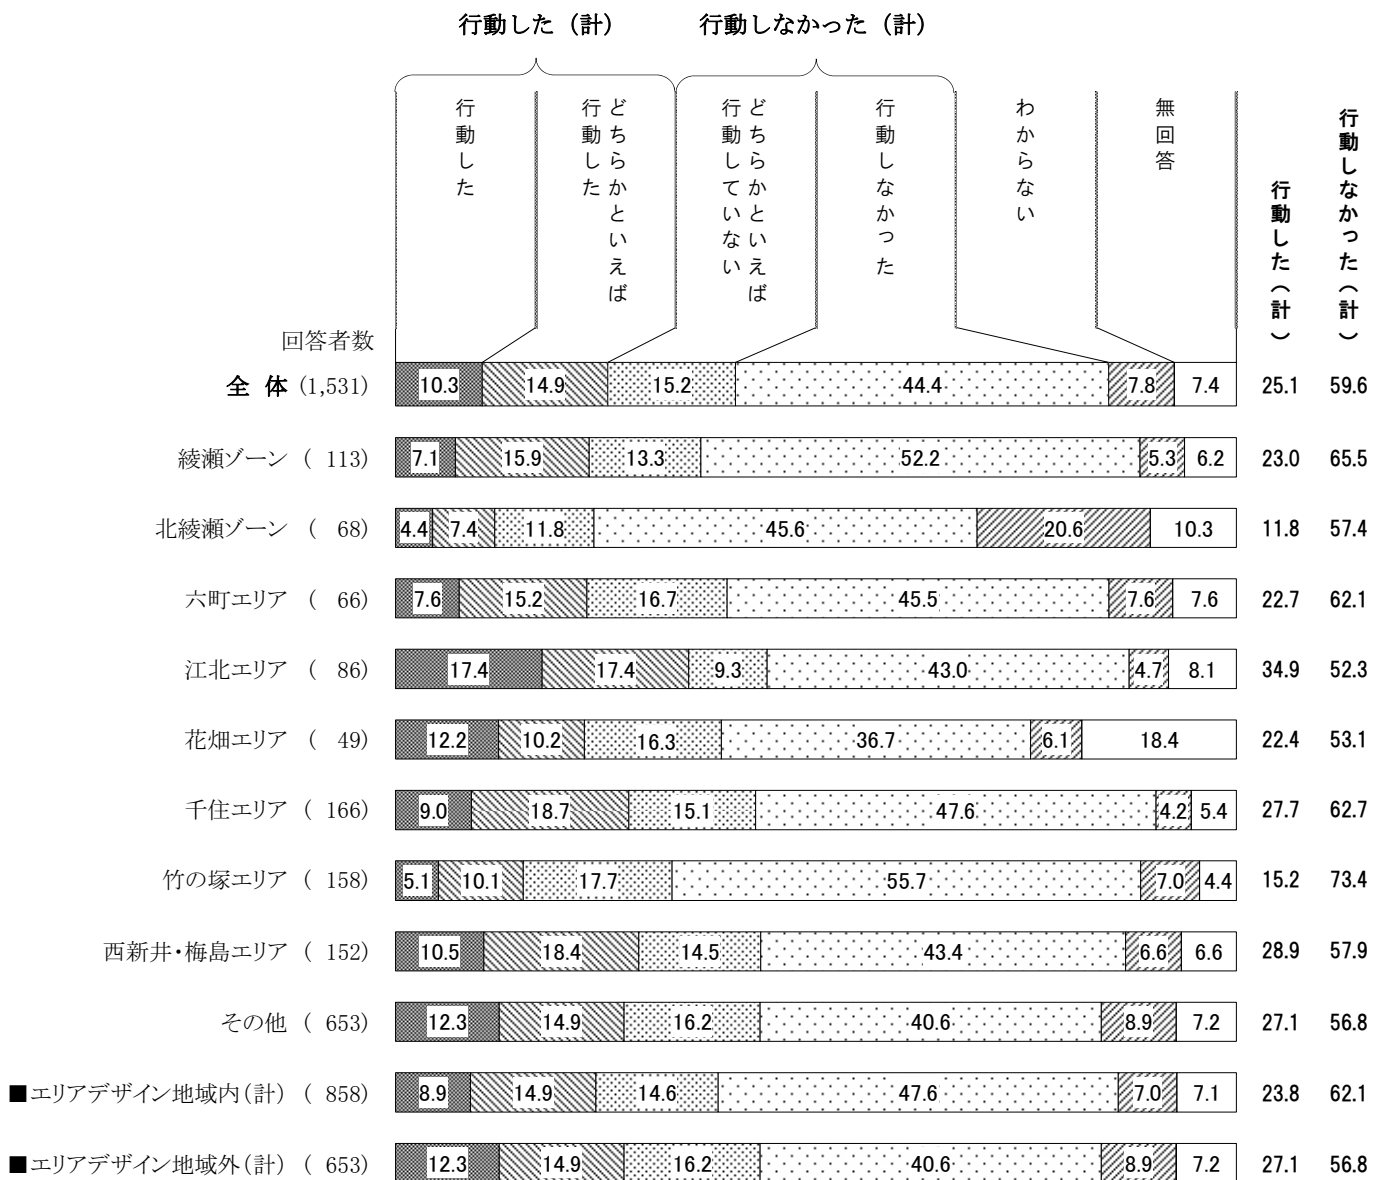 行動した（計）
行動しなかった（計）
行動した
どちらかといえば
行動した
どちらかといえば
行動していない
行動しなかった
わからない
無回答
行動した（計）
行動しなかった（計）
回答者数
全 体 (1,531) 10.3 14.9 15.2 44.4 7.8 7.4 25.1 59.6
綾瀬ゾーン ( 113) 7.1 15.9 13.3 52.2 5.3 6.2 23.0 65.5
北綾瀬ゾーン ( 68) 4.4 7.4 11.8 45.6 20.6 10.3 11.8 57.4
六町エリア ( 66) 7.6 15.2 16.7 45.5 7.6 7.6 22.7 62.1
江北エリア ( 86) 17.4 17.4 9.3 43.0 4.7 8.1 34.9 52.3
花畑エリア ( 49) 12.2 10.2 16.3 36.7 6.1 18.4 22.4 53.1
千住エリア ( 166) 9.0 18.7 15.1 47.6 4.2 5.4 27.7 62.7
竹の塚エリア ( 158) 5.1 10.1 17.7 55.7 7.0 4.4 15.2 73.4
西新井・梅島エリア ( 152) 10.5 18.4 14.5 43.4 6.6 6.6 28.9 57.9
その他 ( 653) 12.3 14.9 16.2 40.6 8.9 7.2 27.1 56.8
■エリアデザイン地域内(計) ( 858) 8.9 14.9 14.6 47.6 7.0 7.1 23.8 62.1
■エリアデザイン地域外(計) ( 653) 12.3 14.9 16.2 40.6 8.9 7.2 27.1 56.8